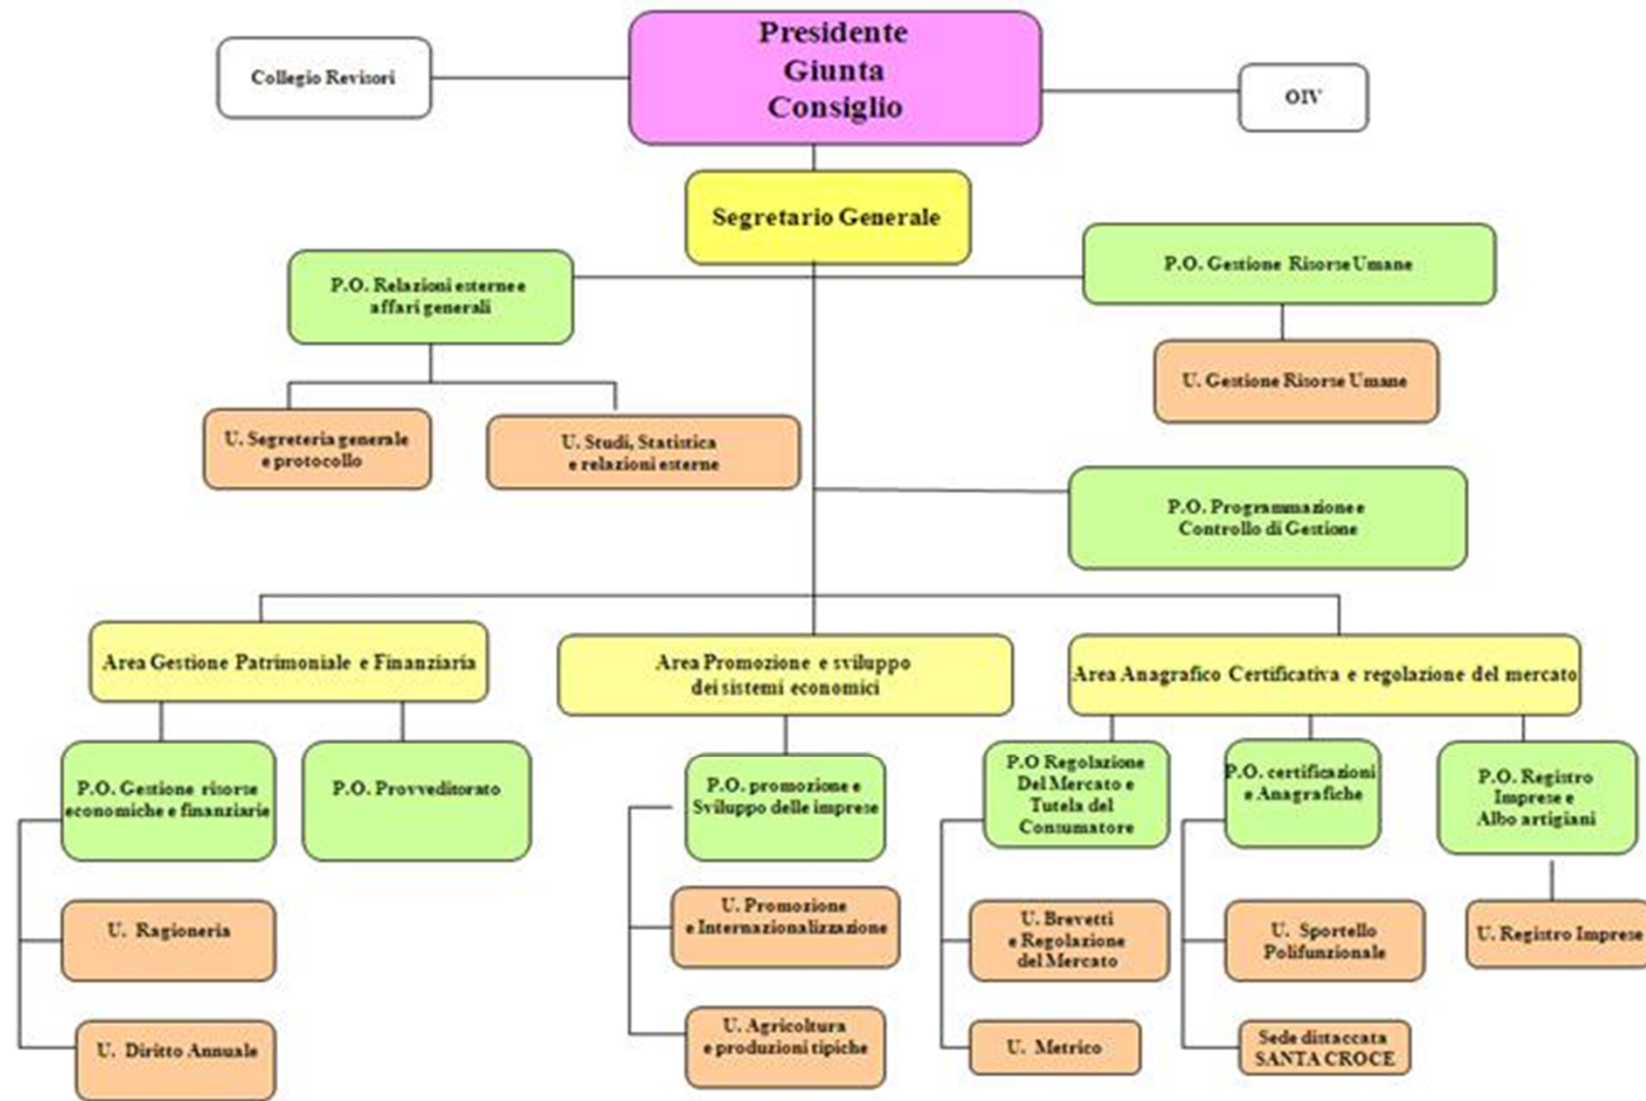 Presidente
Giunta
Consiglio
Collegio Revisori
OIV
Segretario Generale
P.O. Relazioni esterne e
affari generali
P.O. Gestione Risorse Umane
U. Gestione Risorse Umane
U. Segreteria generale
e protocollo
U. Studi, Statistica
e relazioni esterne
P.O. Programmazione e
Controllo di Gestione
Area Gestione Patrimoniale e Finanziaria
Area Promozione e sviluppo
dei sistemi economici
Area Anagrafico Certificativa e regolazione del mercato
P.O. Gestione risorse
economiche e finanziarie
P.O. Provveditorato
P.O. promozione e
Sviluppo delle imprese
P.O Regolazione
Del Mercato e
Tutela del
Consumatore
P.O. certificazioni
e Anagrafiche
P.O. Registro
Imprese e
Albo artigiani
U. Ragioneria
U. Promozione
e Internazionalizzazione
U. Brevetti
e Regolazione
del Mercato
U. Sportello
Polifunzionale
U. Registro Imprese
U. Diritto Annuale
U. Agricoltura
e produzioni tipiche
U. Metrico
Sede distaccata
SANTA CROCE